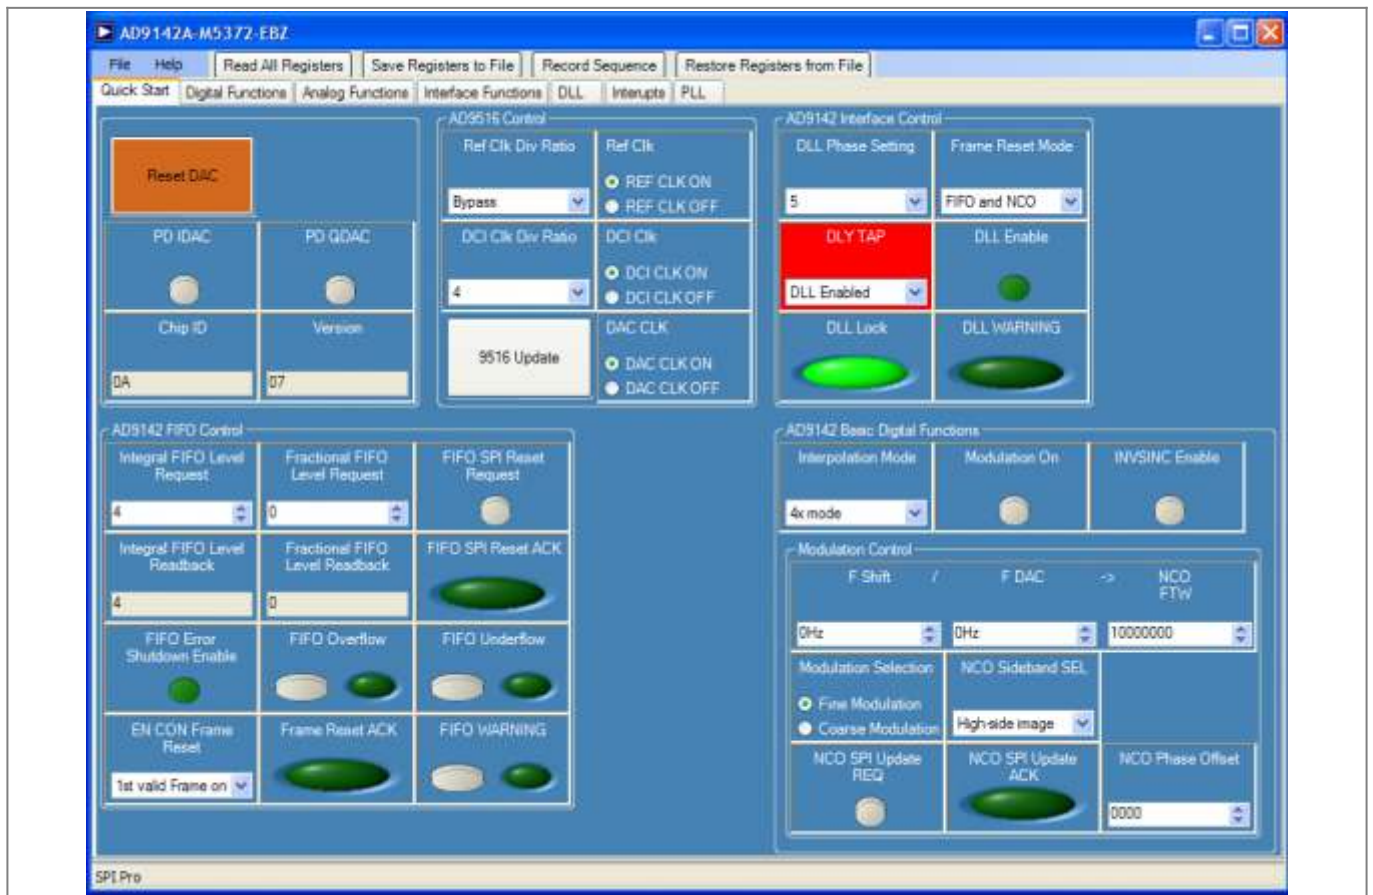 AD9142A-M5372-EBZ
File Help Read All Registers Save Registers to File Record Sequence Restore Registers from File
Quick Start Digital Functions Analog Functions Interface Functions DLL Interupts PLL
Reset DAC
PD IDAC PD QDAC
Chip ID Version
0A 07
AD9516 Control
Ref Clk Div Ratio Ref Clk
REF CLK ON
Bypass REF CLK OFF
DCI Clk Div Ratio DCI Clk
DCI CLK ON
4 DCI CLK OFF
DAC CLK
9516 Update DAC CLK ON
DAC CLK OFF
AD9142 Interface Control
DLL Phase Setting Frame Reset Mode
5 FIFO and NCO
DLY TAP DLL Enable
DLL Enabled
DLL Lock DLL WARNING
AD9142 FIFO Control
Integral FIFO Level Fractional FIFO FIFO SPI Reset
Request Level Request Request
4 0
Integral FIFO Level Fractional FIFO FIFO SPI Reset ACK
Readback Level Readback
4 0
FIFO Error FIFO Overflow FIFO Underflow
Shutdown Enable
EN CON Frame Frame Reset ACK FIFO WARNING
Reset
1st valid Frame on
AD9142 Basic Digital Functions
Interpolation Mode Modulation On INVSINC Enable
4x mode
Modulation Control
F Shift / F DAC -> NCO
FTW
0Hz 0Hz 10000000
Modulation Selection NCO Sideband SEL
Fine Modulation
Coarse Modulation High-side image
NCO SPI Update NCO SPI Update NCO Phase Offset
REQ ACK
0000
SPI Pro